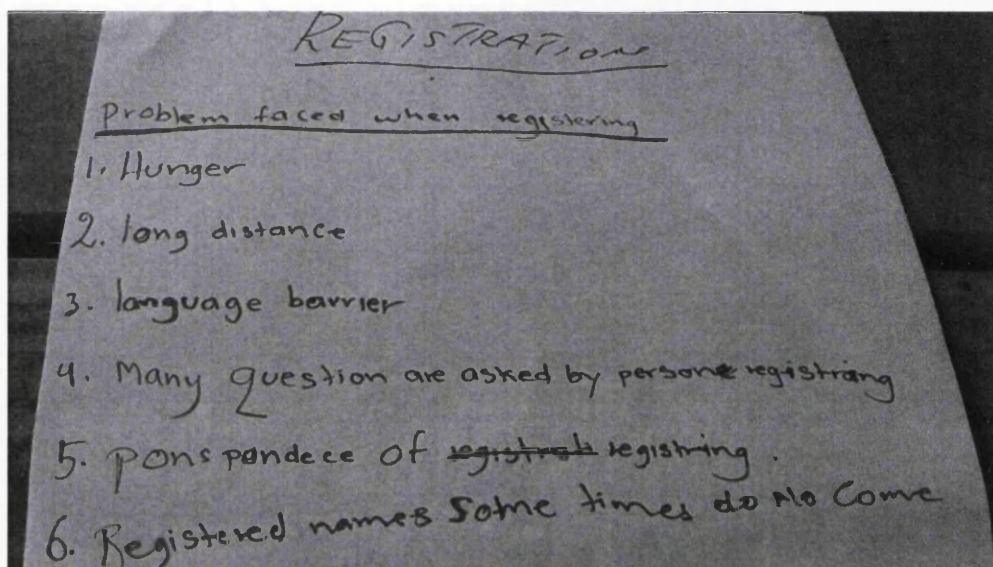 REGISTRATION
Problem faced when registering
1. Hunger
2. long distance
3. language barrier
4. Many question are asked by persone registrang
5. ponspondece of registring.
6. Registered names Some times do No Come